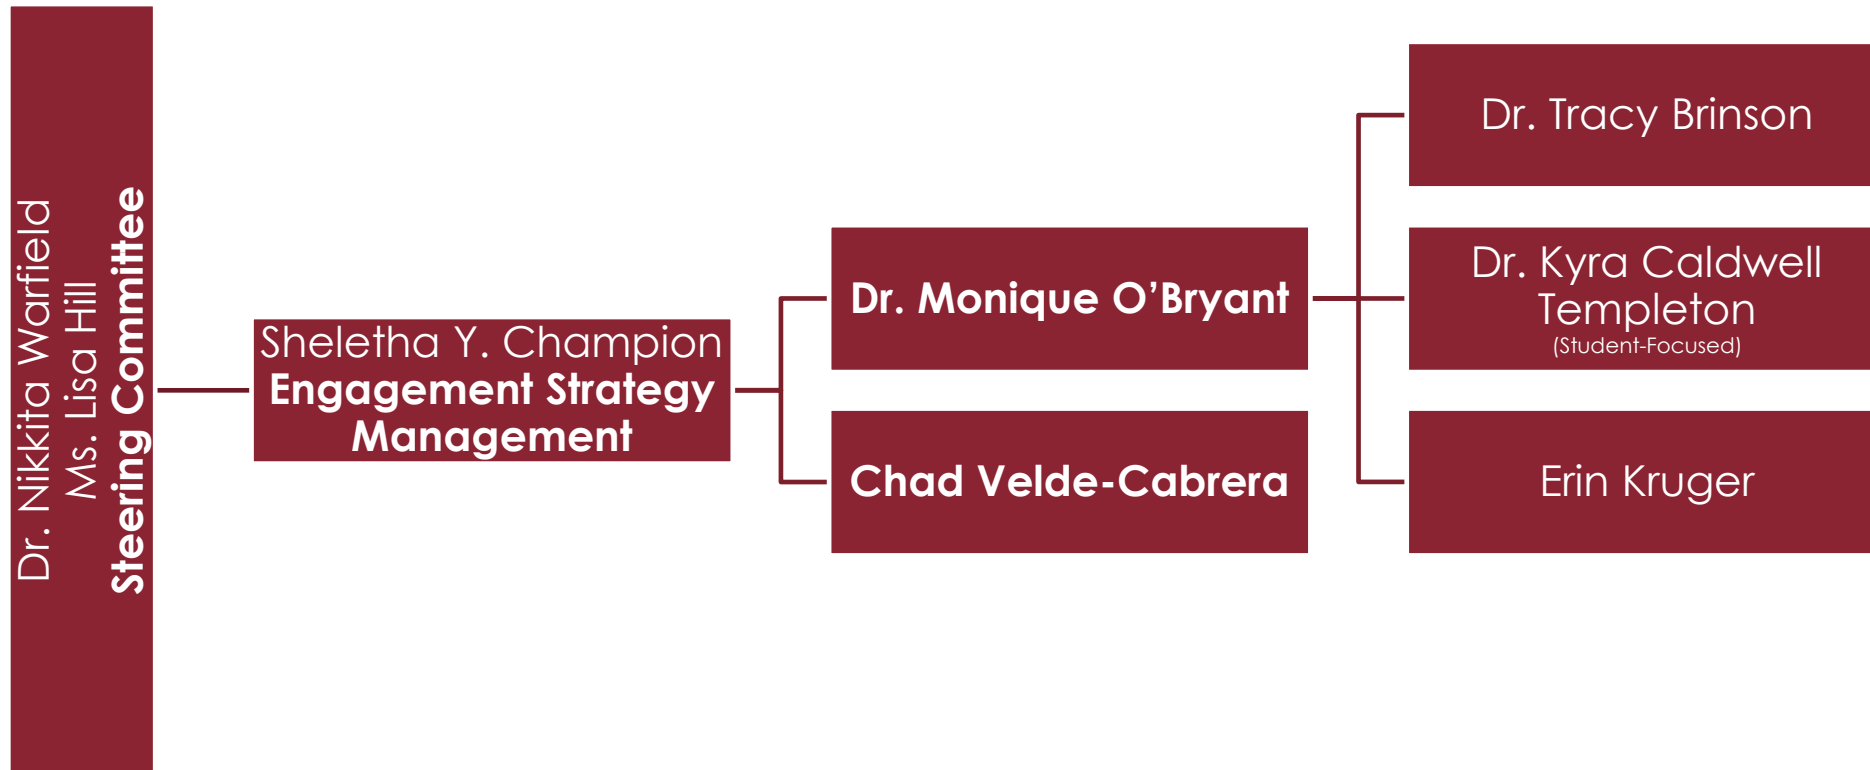 Dr. Nikkita Warfield
Ms. Lisa Hill
Steering Committee
Sheletha Y. Champion
Engagement Strategy
Management
Dr. Monique O’Bryant
Chad Velde-Cabrera
Dr. Tracy Brinson
Dr. Kyra Caldwell
Templeton
(Student-Focused)
Erin Kruger